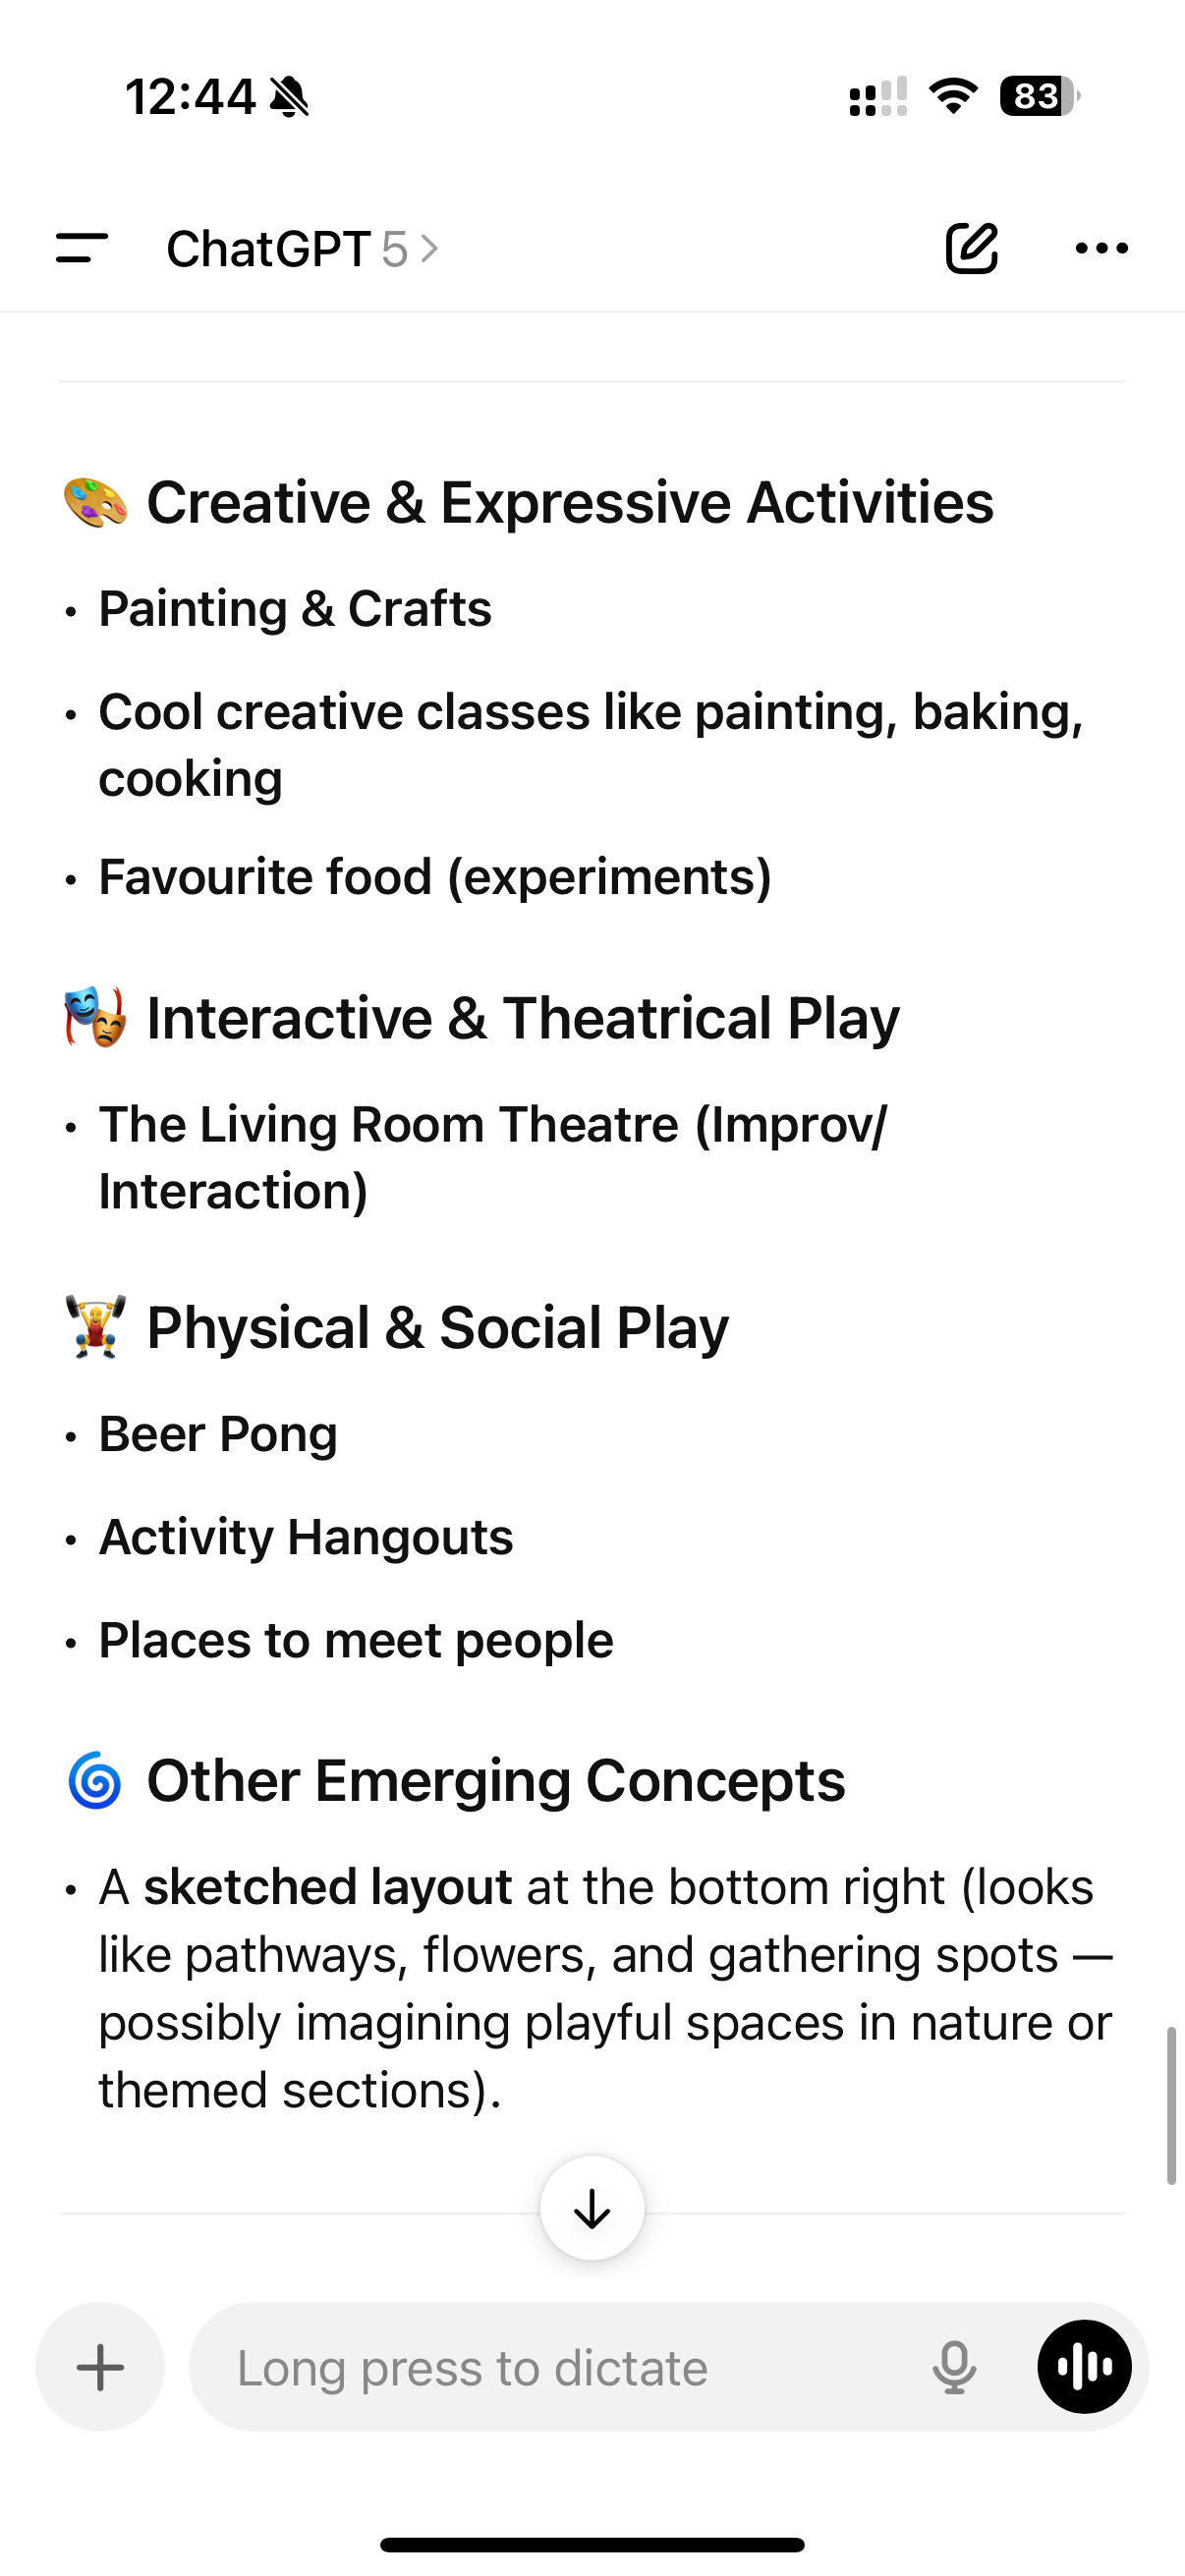 12:44
83
ChatGPT 5 >
🎨 Creative & Expressive Activities
• Painting & Crafts
• Cool creative classes like painting, baking,
cooking
• Favourite food (experiments)
🎭 Interactive & Theatrical Play
• The Living Room Theatre (Improv/
Interaction)
🏋️ Physical & Social Play
• Beer Pong
• Activity Hangouts
• Places to meet people
🌀 Other Emerging Concepts
• A sketched layout at the bottom right (looks
like pathways, flowers, and gathering spots —
possibly imagining playful spaces in nature or
themed sections).
Long press to dictate